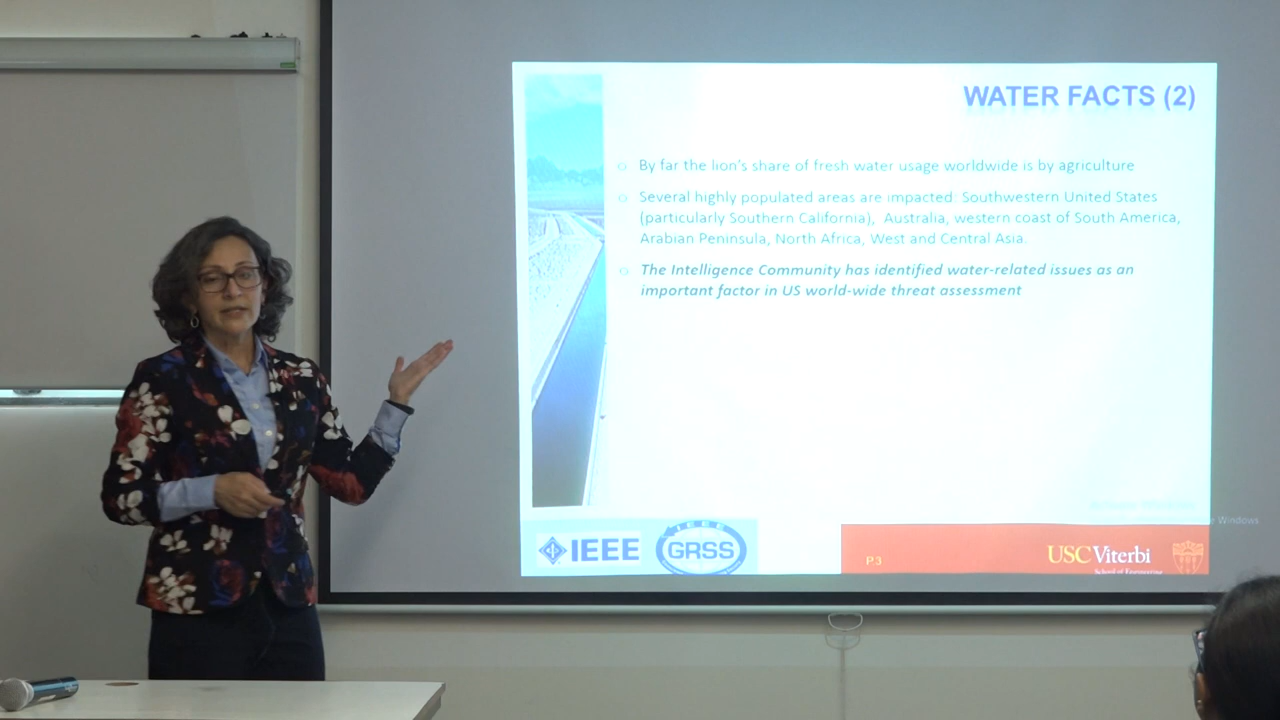 WATER FACTS (2)
By far the lion's share of fresh water usage worldwide is by agriculture
Several highly populated areas are impacted: Southwestern United States
(particularly Southern California), Australia, western coast of South America,
Arabian Peninsula, North Africa, West and Central Asia.
The Intelligence Community has identified water-related issues as an
important factor in US world-wide threat assessment
Windows
IEEE
IEEE
GRSS
P.3
USC Viterbi
School of Engineering